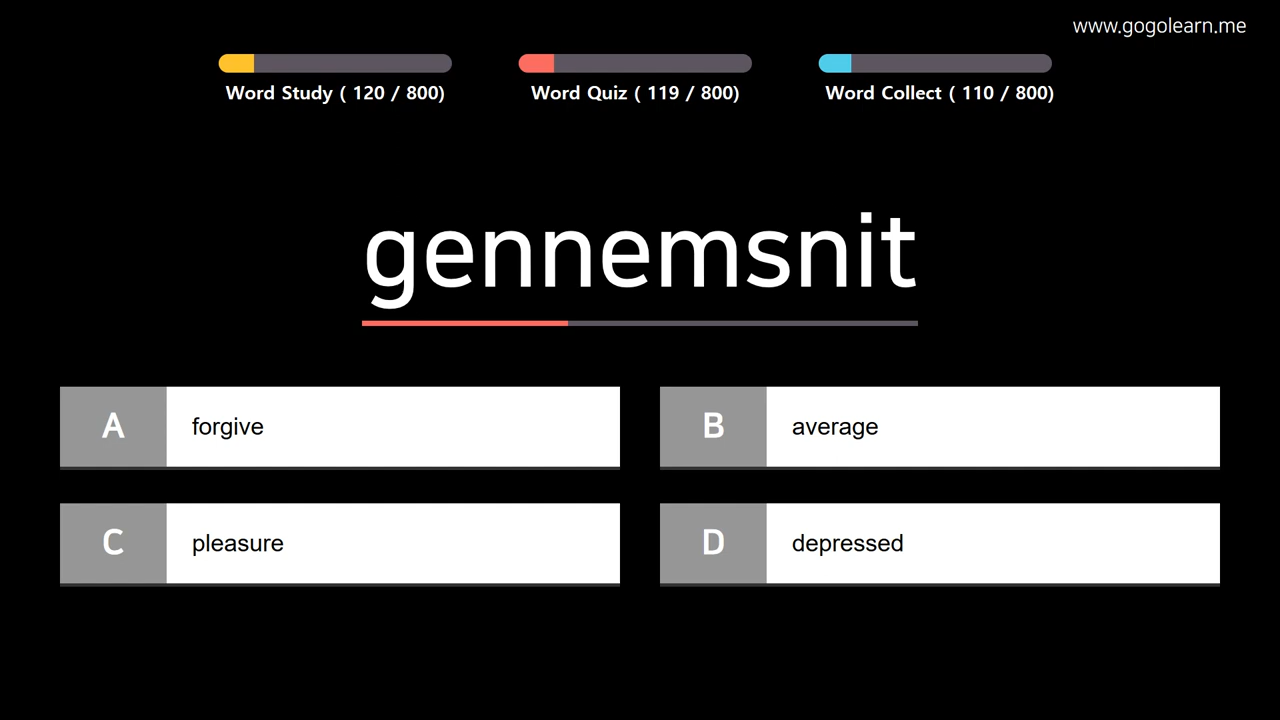 www.gogolearn.me
Word Study ( 120 / 800)
Word Quiz ( 119 / 800)
Word Collect ( 110 / 800)
gennemsnit
A forgive
B average
C pleasure
D depressed